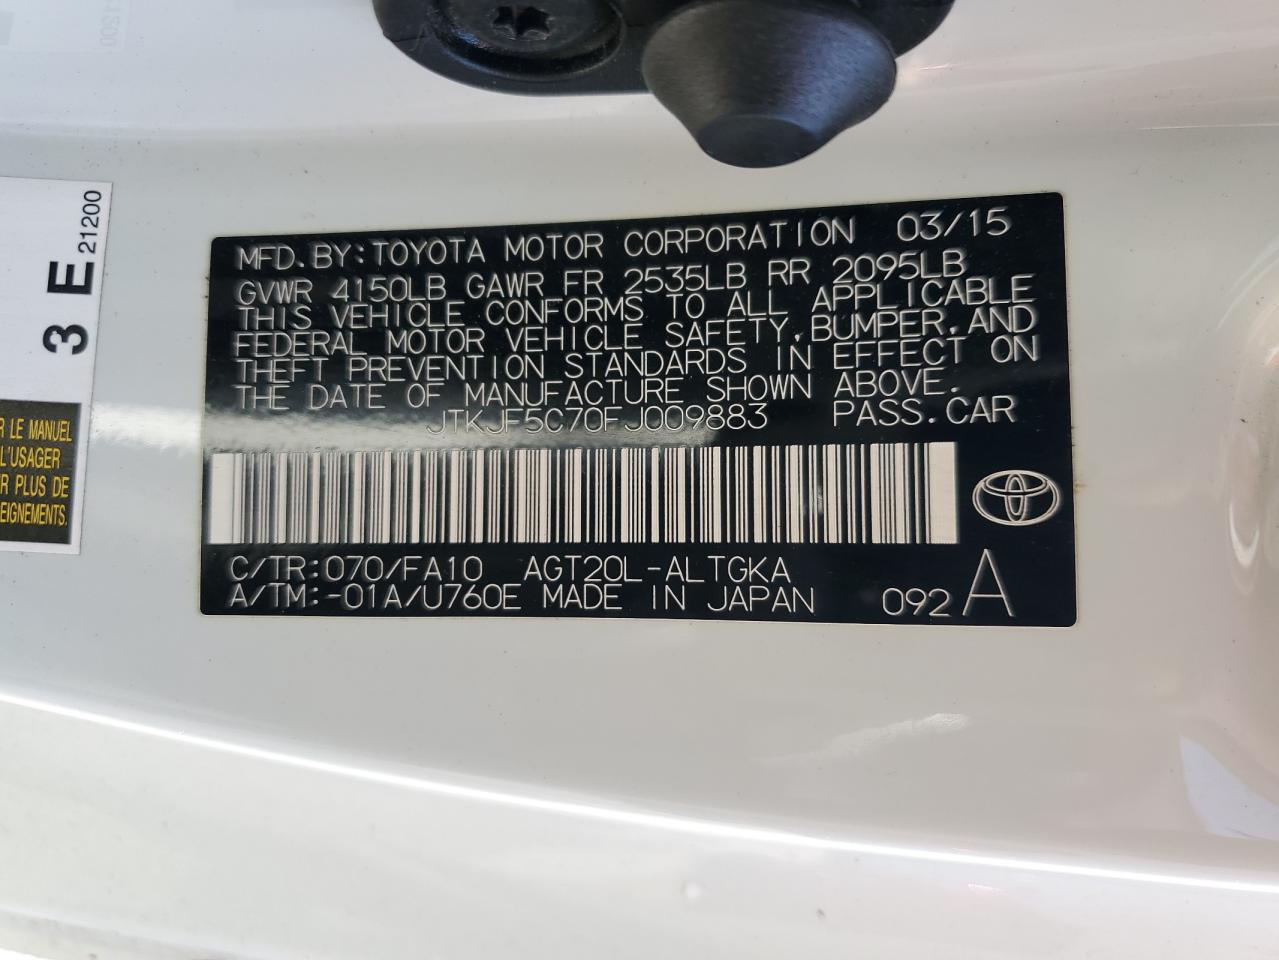 MFD. BY: TOYOTA MOTOR CORPORATION 03/15
GVWR 4150LB GAWR FR 2535LB RR 2095LB
THIS VEHICLE CONFORMS TO ALL APPLICABLE
FEDERAL MOTOR VEHICLE SAFETY, BUMPER, AND
THEFT PREVENTION STANDARDS IN EFFECT ON
THE DATE OF MANUFACTURE SHOWN ABOVE.
JTKJF5C70FJ009883 PASS. CAR
C/TR: 070/FA10 AGT20L-ALTGKA
A/TM: -01A/U760E MADE IN JAPAN 092 A
3 E 21200
R LE MANUEL
L'USAGER
R PLUS DE
EIGNEMENTS.